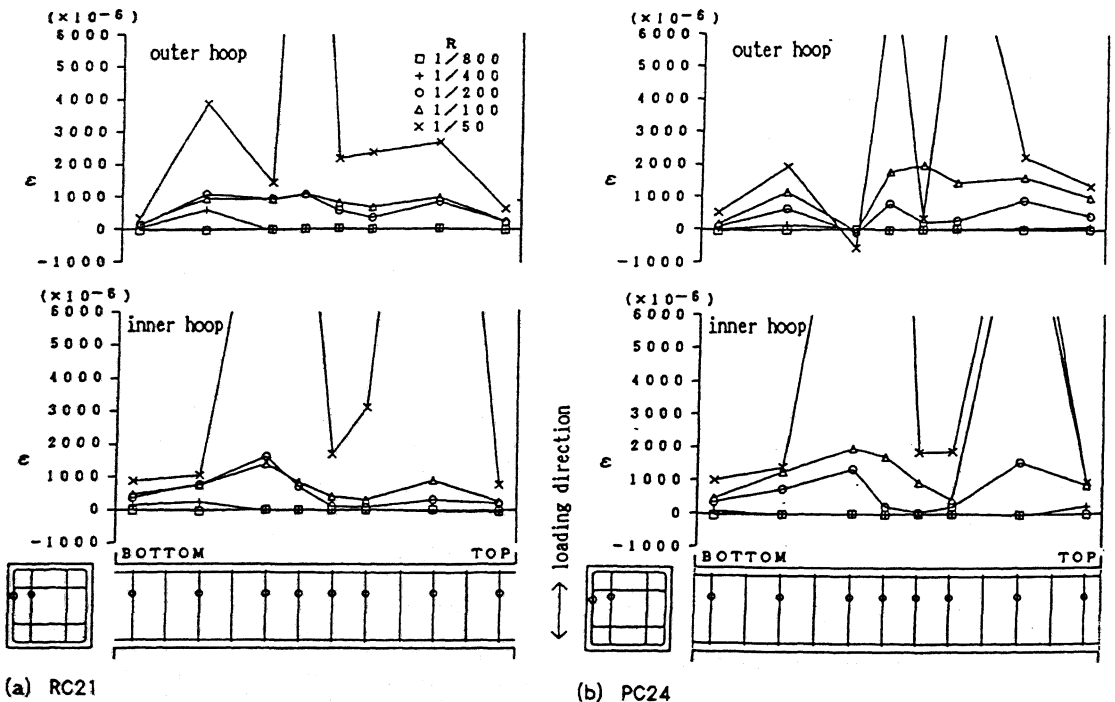 (×10⁻⁶)
6000
5000
4000
3000
2000
1000
0
-1000
ε
outer hoop
R
□ 1/800
+ 1/400
○ 1/200
△ 1/100
× 1/50
(×10⁻⁶)
6000
5000
4000
3000
2000
1000
0
-1000
ε
outer hoop
(×10⁻⁶)
6000
5000
4000
3000
2000
1000
0
-1000
ε
inner hoop
BOTTOM TOP
(×10⁻⁶)
6000
5000
4000
3000
2000
1000
0
-1000
ε
inner hoop
BOTTOM TOP
←→ loading direction
(a) RC21
(b) PC24